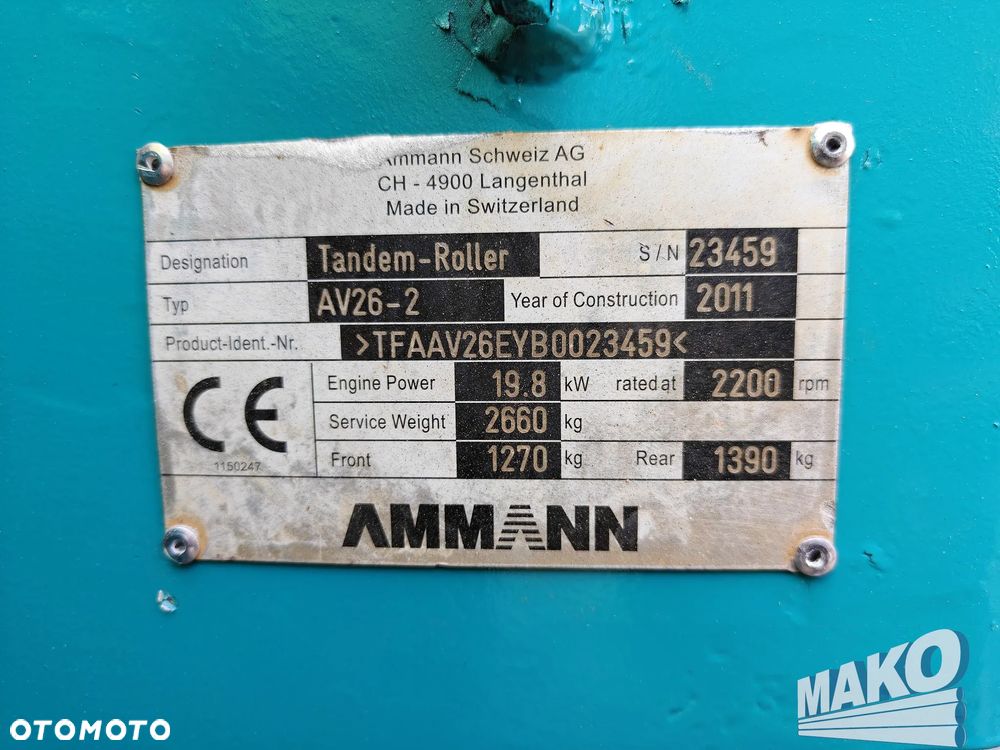 Ammann Schweiz AG
CH - 4900 Langenthal
Made in Switzerland
Designation Tandem-Roller S/N 23459
Typ AV26-2 Year of Construction 2011
Product-Ident.-Nr. >TFAAV26EYB0023459<
CE
1150247
Engine Power 19.8 kW rated at 2200 rpm
Service Weight 2660 kg
Front 1270 kg Rear 1390 kg
AMMANN
MAKO
OTOMOTO